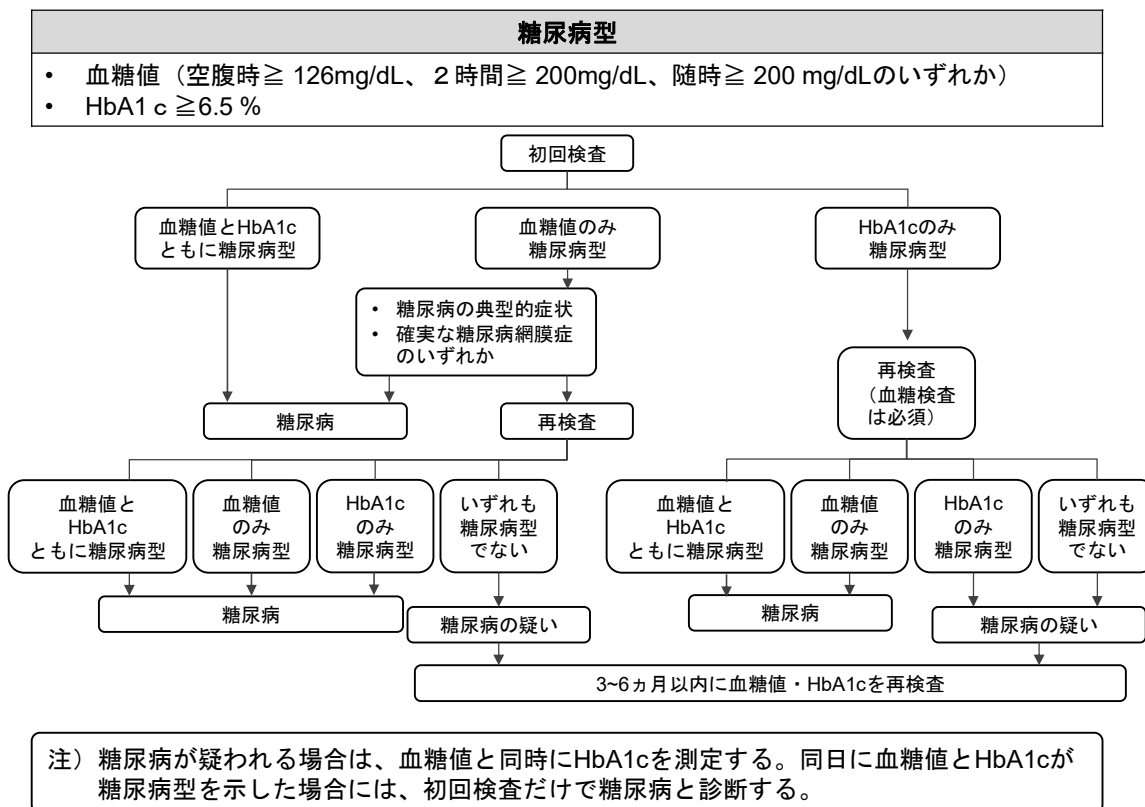 糖尿病型
• 血糖値（空腹時≧ 126mg/dL、２時間≧ 200mg/dL、随時≧ 200 mg/dLのいずれか）
• HbA1ｃ ≧6.5 %
初回検査
血糖値とHbA1c
ともに糖尿病型
血糖値のみ
糖尿病型
HbA1cのみ
糖尿病型
• 糖尿病の典型的症状
• 確実な糖尿病網膜症
のいずれか
再検査
（血糖検査
は必須）
糖尿病
再検査
血糖値と
HbA1c
ともに糖尿病型
血糖値
のみ
糖尿病型
HbA1c
のみ
糖尿病型
いずれも
糖尿病型
でない
血糖値と
HbA1c
ともに糖尿病型
血糖値
のみ
糖尿病型
HbA1c
のみ
糖尿病型
いずれも
糖尿病型
でない
糖尿病
糖尿病の疑い
糖尿病
糖尿病の疑い
3~6ヵ月以内に血糖値・HbA1cを再検査
注）糖尿病が疑われる場合は、血糖値と同時にHbA1cを測定する。同日に血糖値とHbA1cが
糖尿病型を示した場合には、初回検査だけで糖尿病と診断する。